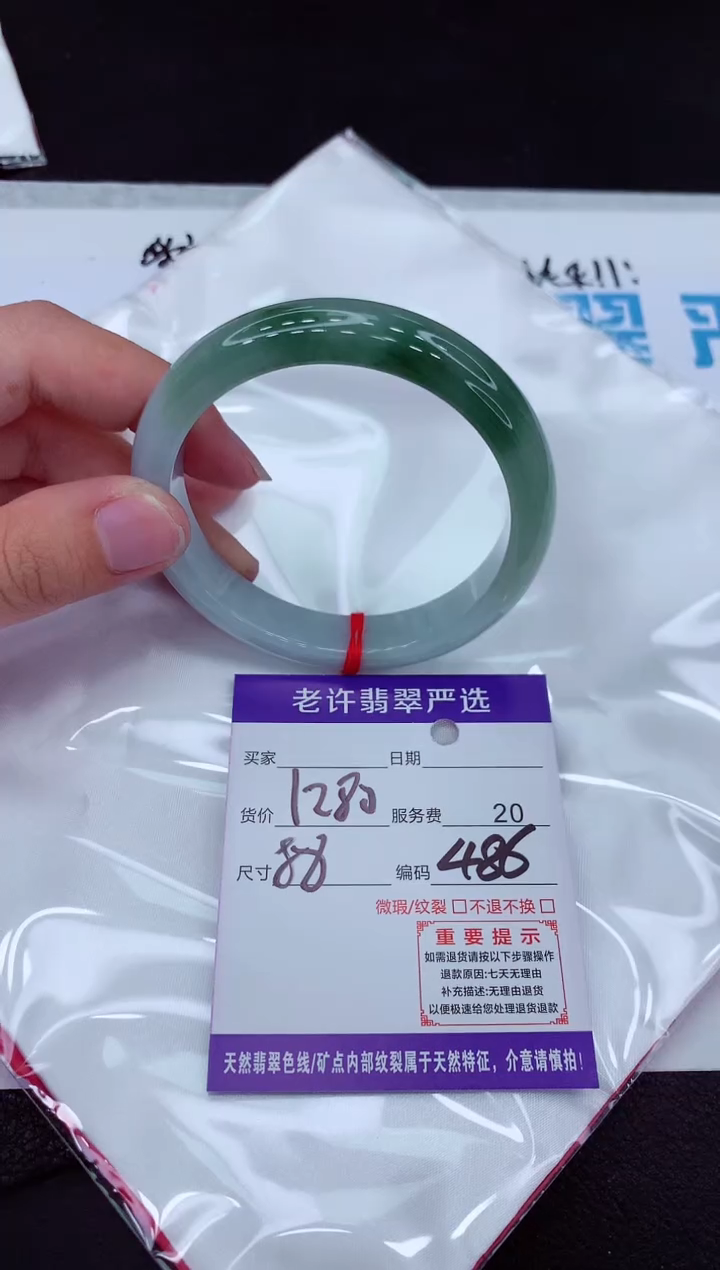 老许翡翠严选
买家 日期
货价 1280 服务费 20
尺寸 编码 486
微瑕/纹裂 □ 不退不换 □
重要提示
如需退货请按以下步骤操作
退款原因:七天无理由
补充描述:无理由退货
以便极速给您处理退货退款
天然翡翠色线/矿点内部纹裂属于天然特征，介意请慎拍!